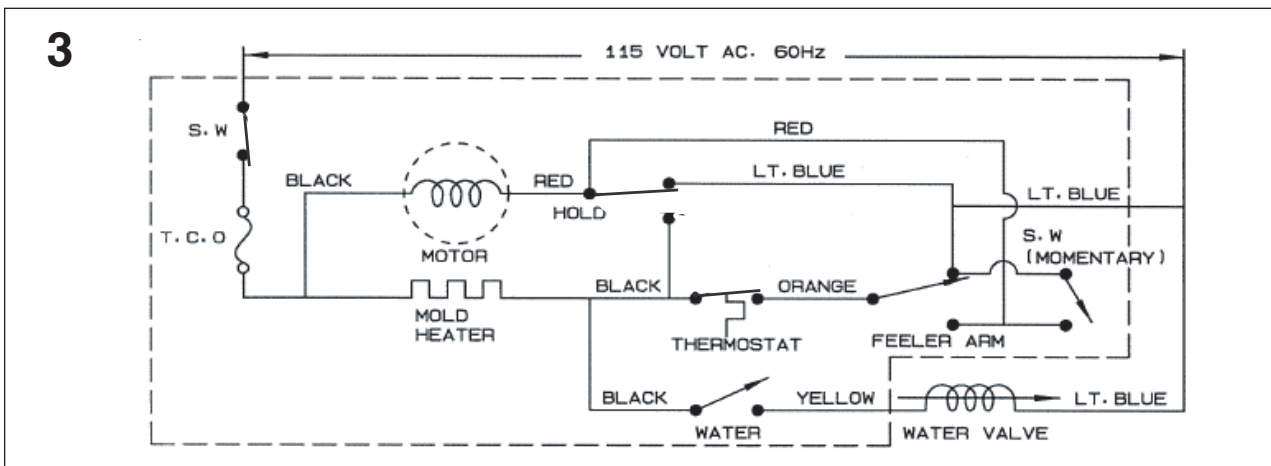 3
115 VOLT AC. 60Hz
S.W
RED
BLACK
RED
LT. BLUE
HOLD
LT. BLUE
T.C.O
MOTOR
S.W
(MOMENTARY)
BLACK
ORANGE
MOLD
HEATER
THERMOSTAT
FEELER ARM
BLACK
YELLOW
LT. BLUE
WATER
WATER VALVE